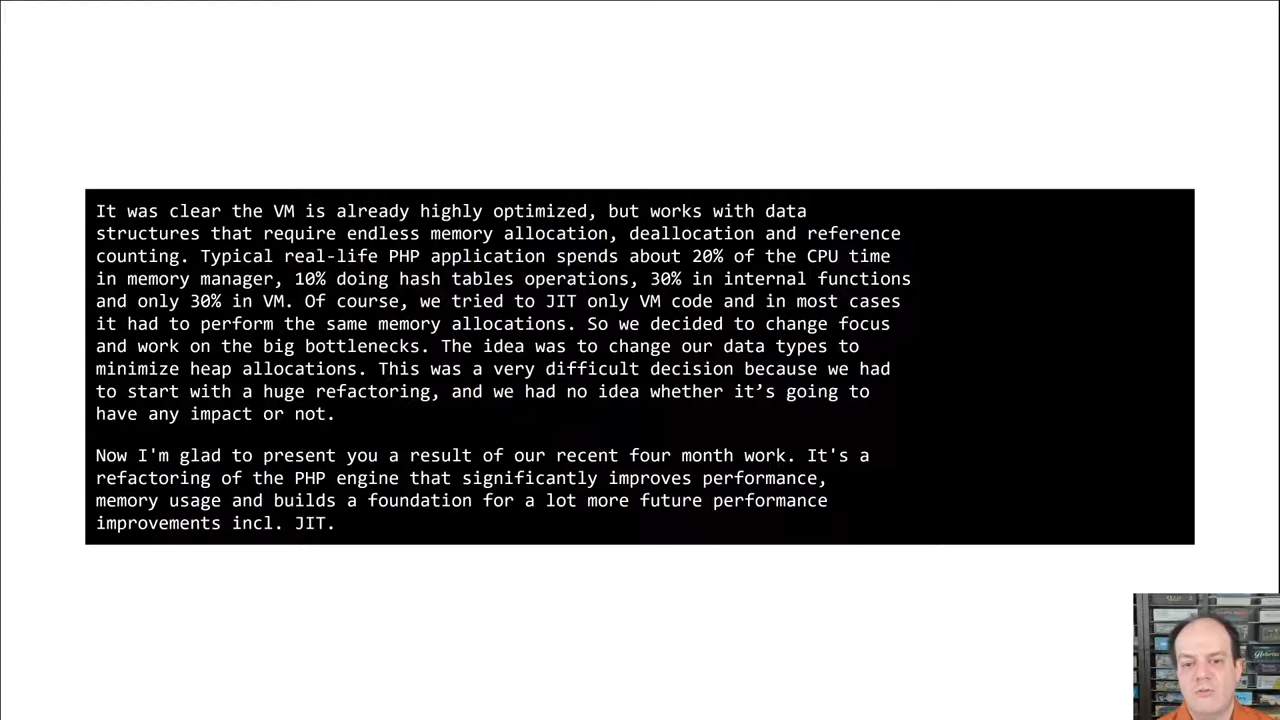 It was clear the VM is already highly optimized, but works with data
structures that require endless memory allocation, deallocation and reference
counting. Typical real-life PHP application spends about 20% of the CPU time
in memory manager, 10% doing hash tables operations, 30% in internal functions
and only 30% in VM. Of course, we tried to JIT only VM code and in most cases
it had to perform the same memory allocations. So we decided to change focus
and work on the big bottlenecks. The idea was to change our data types to
minimize heap allocations. This was a very difficult decision because we had
to start with a huge refactoring, and we had no idea whether it’s going to
have any impact or not.
Now I'm glad to present you a result of our recent four month work. It's a
refactoring of the PHP engine that significantly improves performance,
memory usage and builds a foundation for a lot more future performance
improvements incl. JIT.